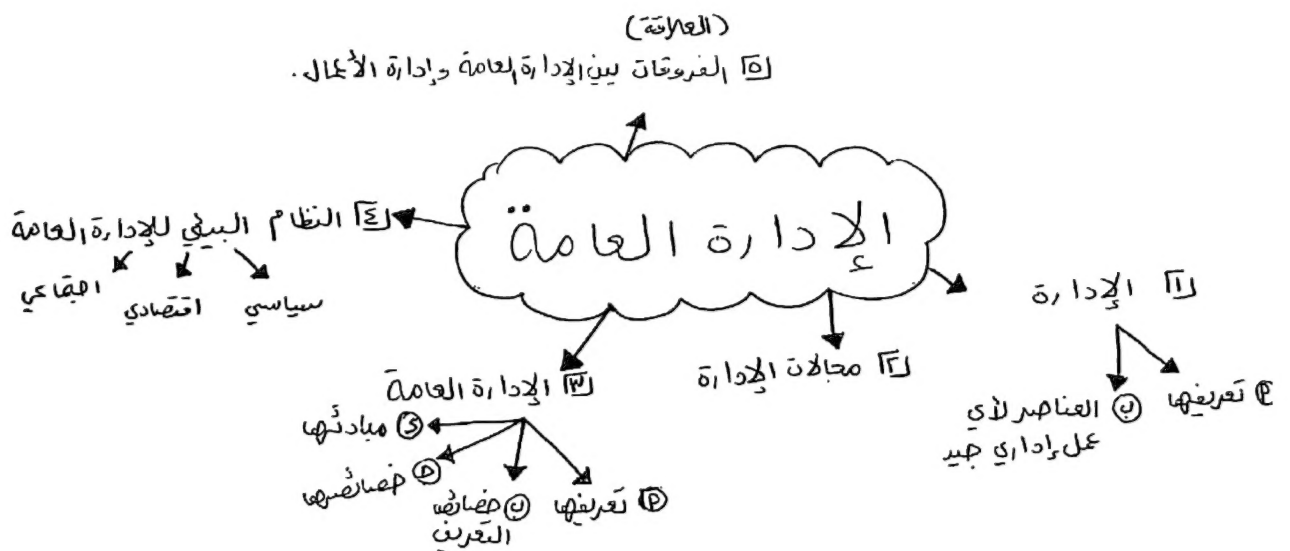 (العلاقة)
٥ الفروقات بين الإدارة العامة وإدارة الأعمال.
الإدارة العامة
١ الإدارة
أ تعريفها
ب العناصر لأي
عمل إداري جيد
٢ مجالات الإدارة
٣ الإدارة العامة
أ تعريفها
ب خصائص
التعريف
ج خصائصها
د مبادئها
٤ النظام البيئي للإدارة العامة
سياسي
اقتصادي
اجتماعي